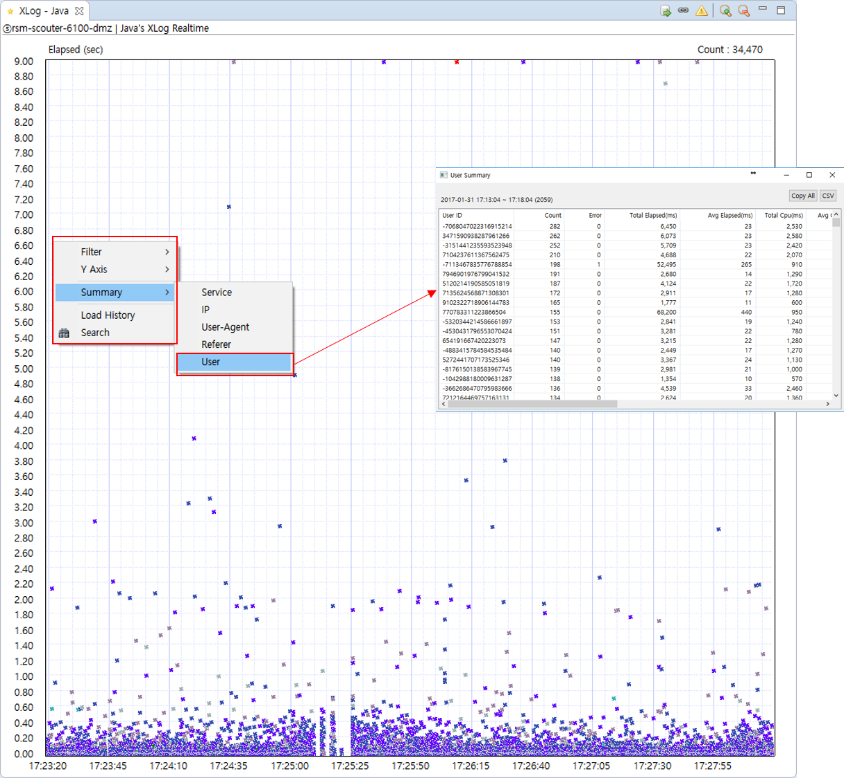 XLog - Java
ⓢrsm-scouter-6100-dmz | Java's XLog Realtime
Elapsed (sec)
Count : 34,470
9.00
8.80
8.60
8.40
8.20
8.00
7.80
7.60
7.40
7.20
7.00
6.80
6.60
6.40
6.20
6.00
5.80
5.60
5.40
5.20
5.00
4.80
4.60
4.40
4.20
4.00
3.80
3.60
3.40
3.20
3.00
2.80
2.60
2.40
2.20
2.00
1.80
1.60
1.40
1.20
1.00
0.80
0.60
0.40
0.20
0.00
17:23:20 17:23:45 17:24:10 17:24:35 17:25:00 17:25:25 17:25:50 17:26:15 17:26:40 17:27:05 17:27:30 17:27:55
Filter
Y Axis
Summary
Load History
Search
Service
IP
User-Agent
Referer
User
User Summary
2017-01-31 17:13:04 ~ 17:18:04 (2059)
Copy All CSV
User ID Count Error Total Elapsed(ms) Avg Elapsed(ms) Total Cpu(ms) Avg
-7068047022316915214 282 0 6,450 23 2,530
3471590938287961266 262 0 6,073 23 2,580
-3151441235593523948 252 0 5,709 23 2,420
7104237611367562475 210 0 4,688 22 2,070
-7113467835776788854 198 1 52,495 265 910
7946901976799041532 191 0 2,680 14 1,290
5120214190585051819 187 0 4,124 22 1,720
7135624568871308301 172 0 2,911 17 1,280
9102322718906144783 165 0 1,777 11 600
770783311223866504 155 0 68,200 440 950
-5320344214586661897 153 0 2,841 19 1,240
-4530431796553070424 151 0 3,281 22 780
654191667420223073 147 0 3,215 22 1,280
-4883415784584535484 140 0 2,449 17 1,270
5272441707173525346 140 0 3,367 24 1,130
-8176150138583967745 139 0 2,981 21 1,000
-1042988180009631287 138 0 1,354 10 570
-3662686470795983666 136 0 4,539 33 2,460
7212164469757163131 134 0 2,624 20 1,360